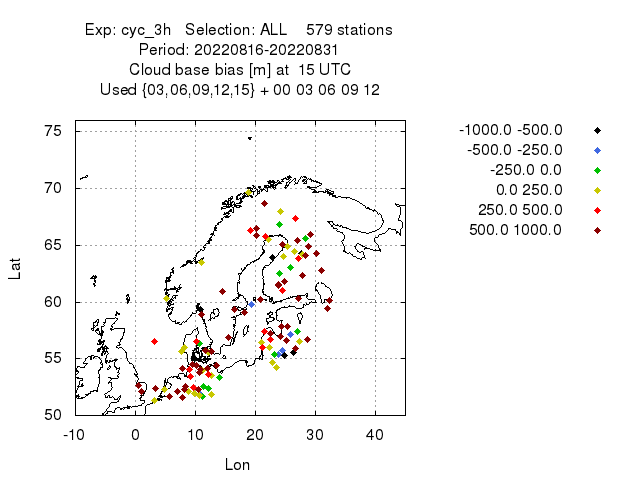 Exp: cyc_3h   Selection: ALL    579 stations
Period: 20220816-20220831
Cloud base bias [m] at  15 UTC
Used {03,06,09,12,15} + 00 03 06 09 12
-1000.0 -500.0
-500.0 -250.0
-250.0 0.0
0.0 250.0
250.0 500.0
500.0 1000.0
75
70
65
60
55
50
Lat
-10 0 10 20 30 40
Lon